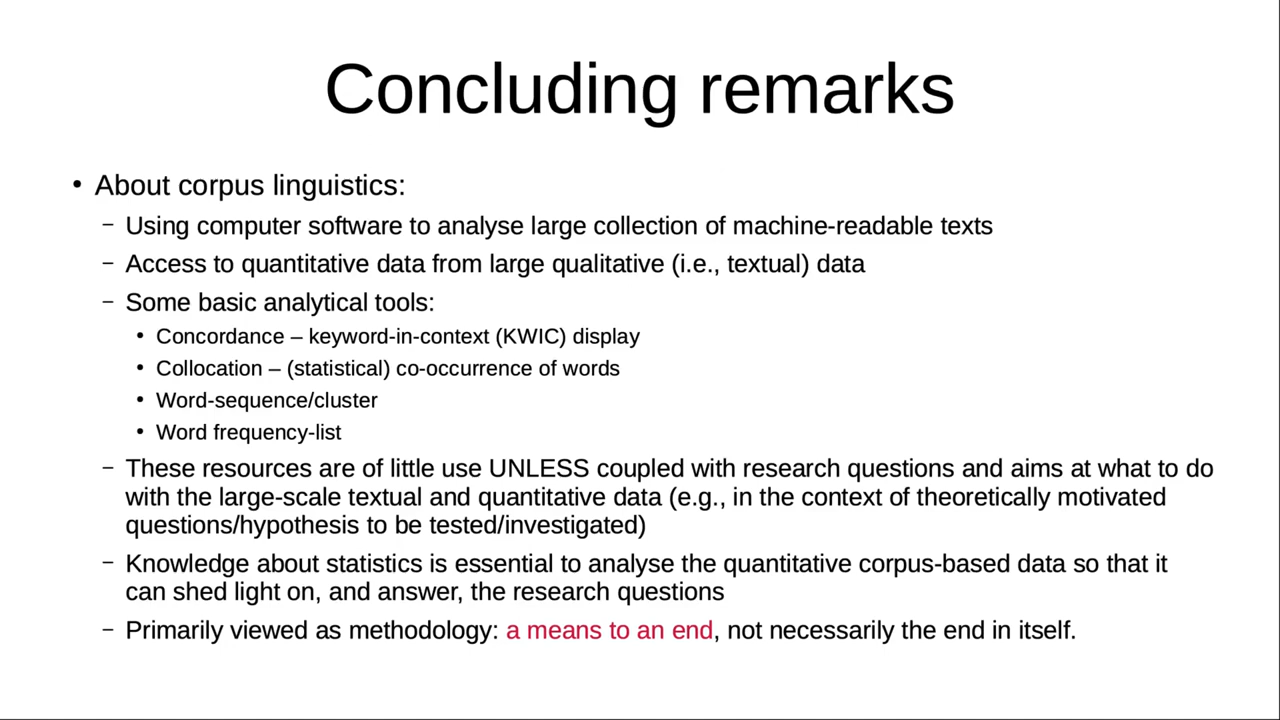 Concluding remarks
• About corpus linguistics:
– Using computer software to analyse large collection of machine-readable texts
– Access to quantitative data from large qualitative (i.e., textual) data
– Some basic analytical tools:
• Concordance – keyword-in-context (KWIC) display
• Collocation – (statistical) co-occurrence of words
• Word-sequence/cluster
• Word frequency-list
– These resources are of little use UNLESS coupled with research questions and aims at what to do
with the large-scale textual and quantitative data (e.g., in the context of theoretically motivated
questions/hypothesis to be tested/investigated)
– Knowledge about statistics is essential to analyse the quantitative corpus-based data so that it
can shed light on, and answer, the research questions
– Primarily viewed as methodology: a means to an end, not necessarily the end in itself.